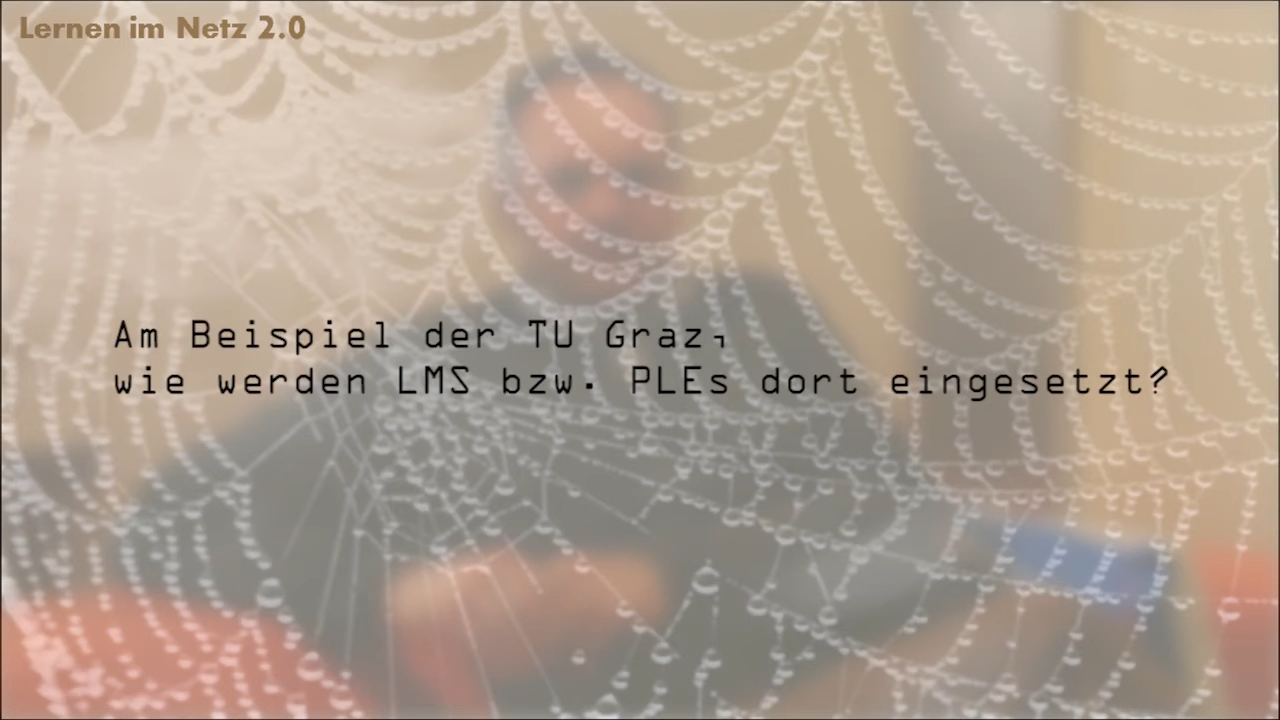 Lernen im Netz 2.0
Am Beispiel der TU Graz,
wie werden LMS bzw. PLEs dort eingesetzt?